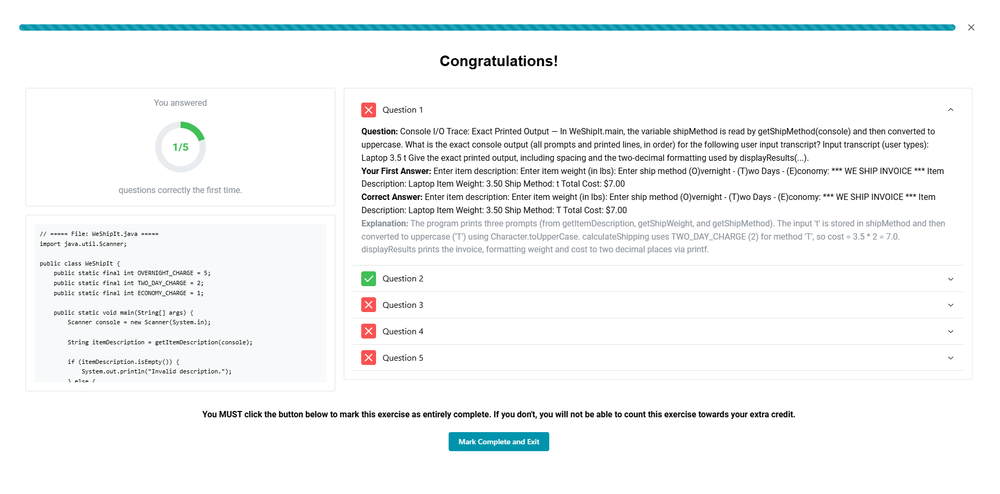 Congratulations!
You answered
1/5
questions correctly the first time.
// ===== File: WeShipIt.java =====
import java.util.Scanner;
public class WeShipIt {
    public static final int OVERNIGHT_CHARGE = 5;
    public static final int TWO_DAY_CHARGE = 2;
    public static final int ECONOMY_CHARGE = 1;
    public static void main(String[] args) {
        Scanner console = new Scanner(System.in);
        String itemDescription = getItemDescription(console);
        if (itemDescription.isEmpty()) {
            System.out.println("Invalid description.");
        } else {
Question 1
Question: Console I/O Trace: Exact Printed Output — In WeShipIt.main, the variable shipMethod is read by getShipMethod(console) and then converted to
uppercase. What is the exact console output (all prompts and printed lines, in order) for the following user input transcript? Input transcript (user types):
Laptop 3.5 t Give the exact printed output, including spacing and the two-decimal formatting used by displayResults(...).
Your First Answer: Enter item description: Enter item weight (in lbs): Enter ship method (O)vernight - (T)wo Days - (E)conomy: *** WE SHIP INVOICE *** Item
Description: Laptop Item Weight: 3.50 Ship Method: t Total Cost: $7.00
Correct Answer: Enter item description: Enter item weight (in lbs): Enter ship method (O)vernight - (T)wo Days - (E)conomy: *** WE SHIP INVOICE *** Item
Description: Laptop Item Weight: 3.50 Ship Method: T Total Cost: $7.00
Explanation: The program prints three prompts (from getItemDescription, getShipWeight, and getShipMethod). The input 't' is stored in shipMethod and then
converted to uppercase ('T') using Character.toUpperCase. calculateShipping uses TWO_DAY_CHARGE (2) for method 'T', so cost = 3.5 * 2 = 7.0.
displayResults prints the invoice, formatting weight and cost to two decimal places via printf.
Question 2
Question 3
Question 4
Question 5
You MUST click the button below to mark this exercise as entirely complete. If you don't, you will not be able to count this exercise towards your extra credit.
Mark Complete and Exit